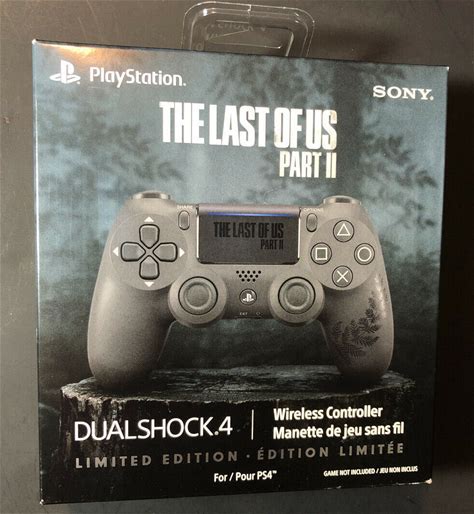 PlayStation.
SONY.
THE LAST OF US
PART II
SHARE
THE LAST OF US
PART II
DUALSHOCK.4
Wireless Controller
Manette de jeu sans fil
LIMITED EDITION · ÉDITION LIMITÉE
For / Pour PS4™
GAME NOT INCLUDED / JEU NON INCLUS